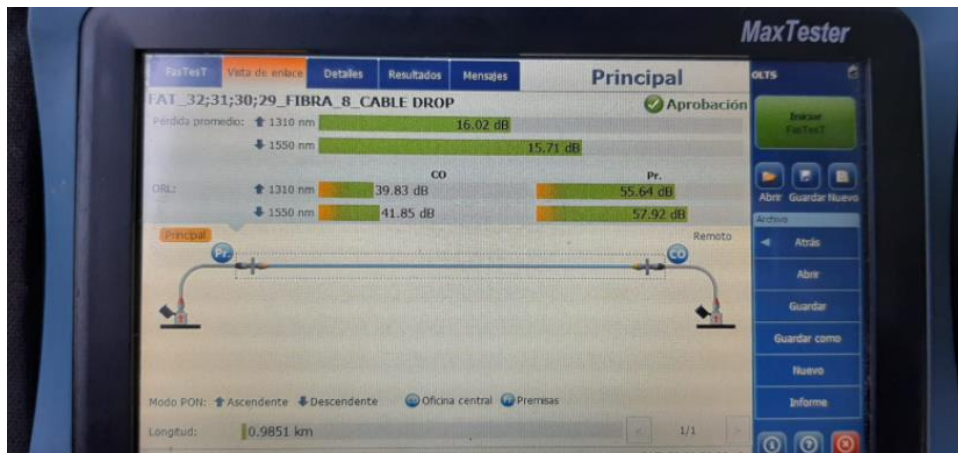 MaxTester
FasTesT Vista de enlace Detalles Resultados Mensajes Principal OLTS
FAT_32;31;30;29_FIBRA_8_CABLE DROP Aprobación
Pérdida promedio: 1310 nm 16.02 dB
1550 nm 15.71 dB
CO Pr.
ORL: 1310 nm 39.83 dB 55.64 dB
1550 nm 41.85 dB 57.92 dB
Principal Remoto
Pr. CO
Modo PON: Ascendente Descendente CO Oficina central Premisas
Longitud: 0.9851 km 1/1
Iniciar
FasTesT
Abrir Guardar Nuevo
Archivo
Atrás
Abrir
Guardar
Guardar como
Nuevo
Informe